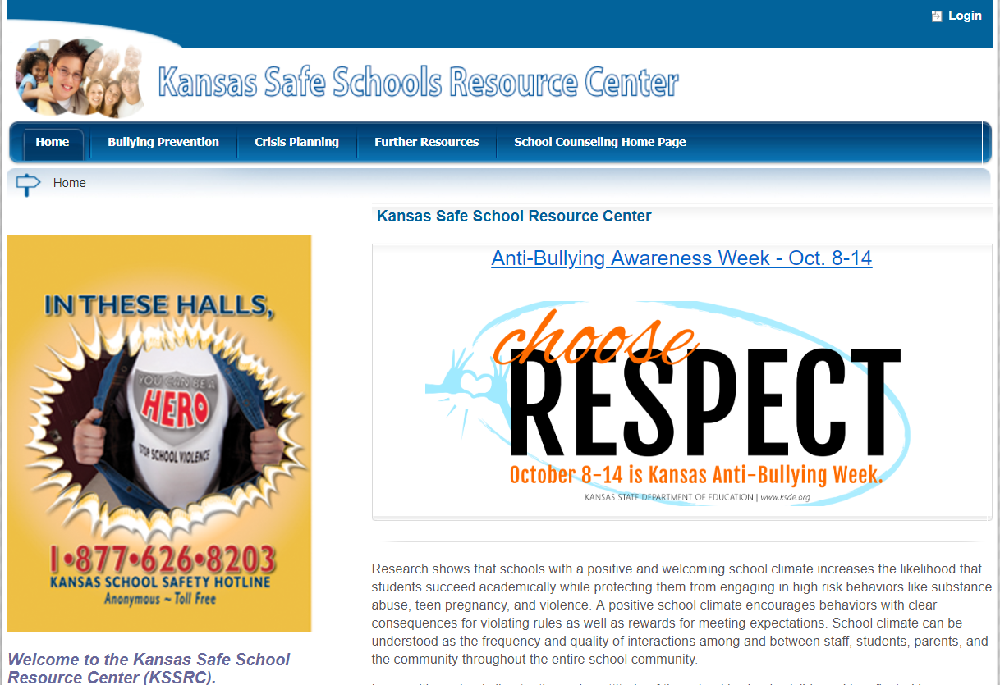 Login
Kansas Safe Schools Resource Center
Home
Bullying Prevention
Crisis Planning
Further Resources
School Counseling Home Page
Home
IN THESE HALLS,
YOU CAN BE A
HERO
STOP SCHOOL VIOLENCE
1•877•626•8203
KANSAS SCHOOL SAFETY HOTLINE
Anonymous ~ Toll Free
Welcome to the Kansas Safe School
Resource Center (KSSRC).
Kansas Safe School Resource Center
Anti-Bullying Awareness Week - Oct. 8-14
choose
RESPECT
October 8-14 is Kansas Anti-Bullying Week.
KANSAS STATE DEPARTMENT OF EDUCATION | www.ksde.org
Research shows that schools with a positive and welcoming school climate increases the likelihood that
students succeed academically while protecting them from engaging in high risk behaviors like substance
abuse, teen pregnancy, and violence. A positive school climate encourages behaviors with clear
consequences for violating rules as well as rewards for meeting expectations. School climate can be
understood as the frequency and quality of interactions among and between staff, students, parents, and
the community throughout the entire school community.